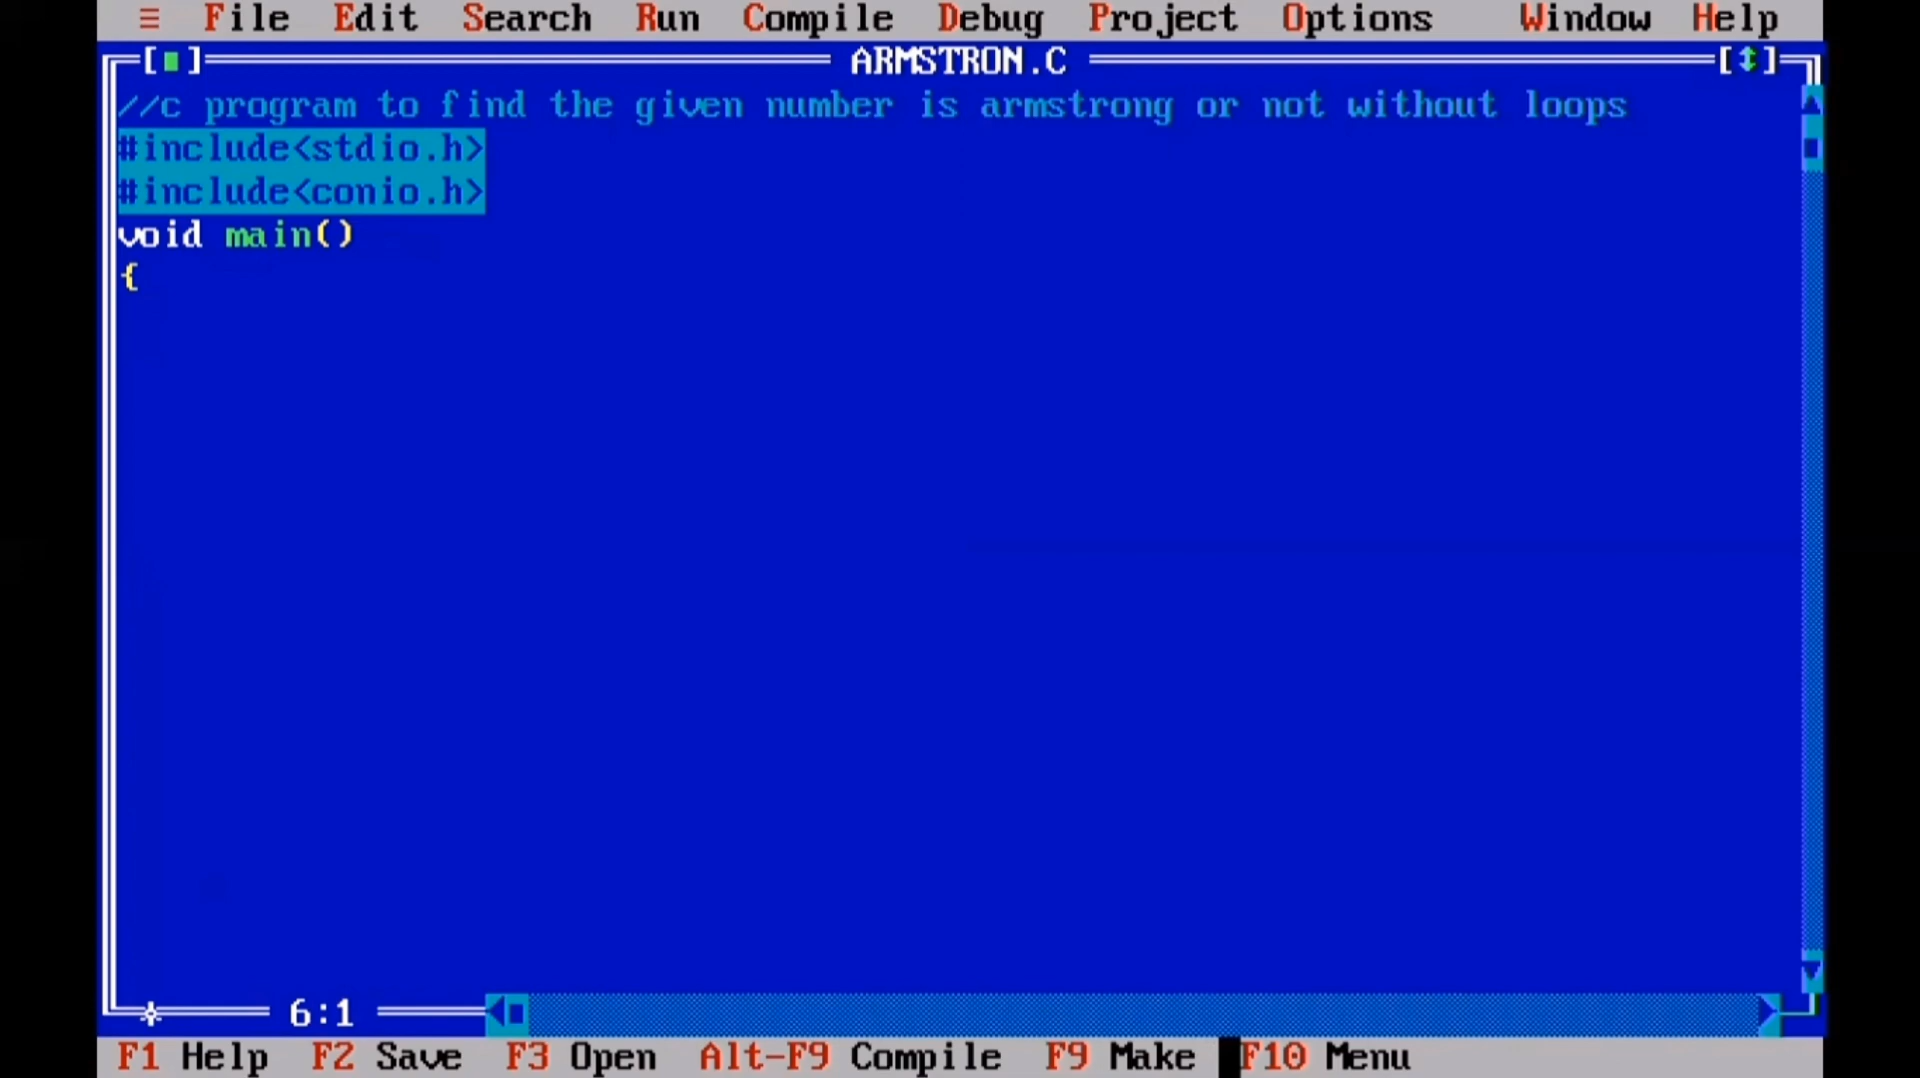 ≡ File Edit Search Run Compile Debug Project Options Window Help
[■] ARMSTRON.C [↕]
//c program to find the given number is armstrong or not without loops
#include<stdio.h>
#include<conio.h>
void main()
{
6:1
F1 Help F2 Save F3 Open Alt-F9 Compile F9 Make F10 Menu